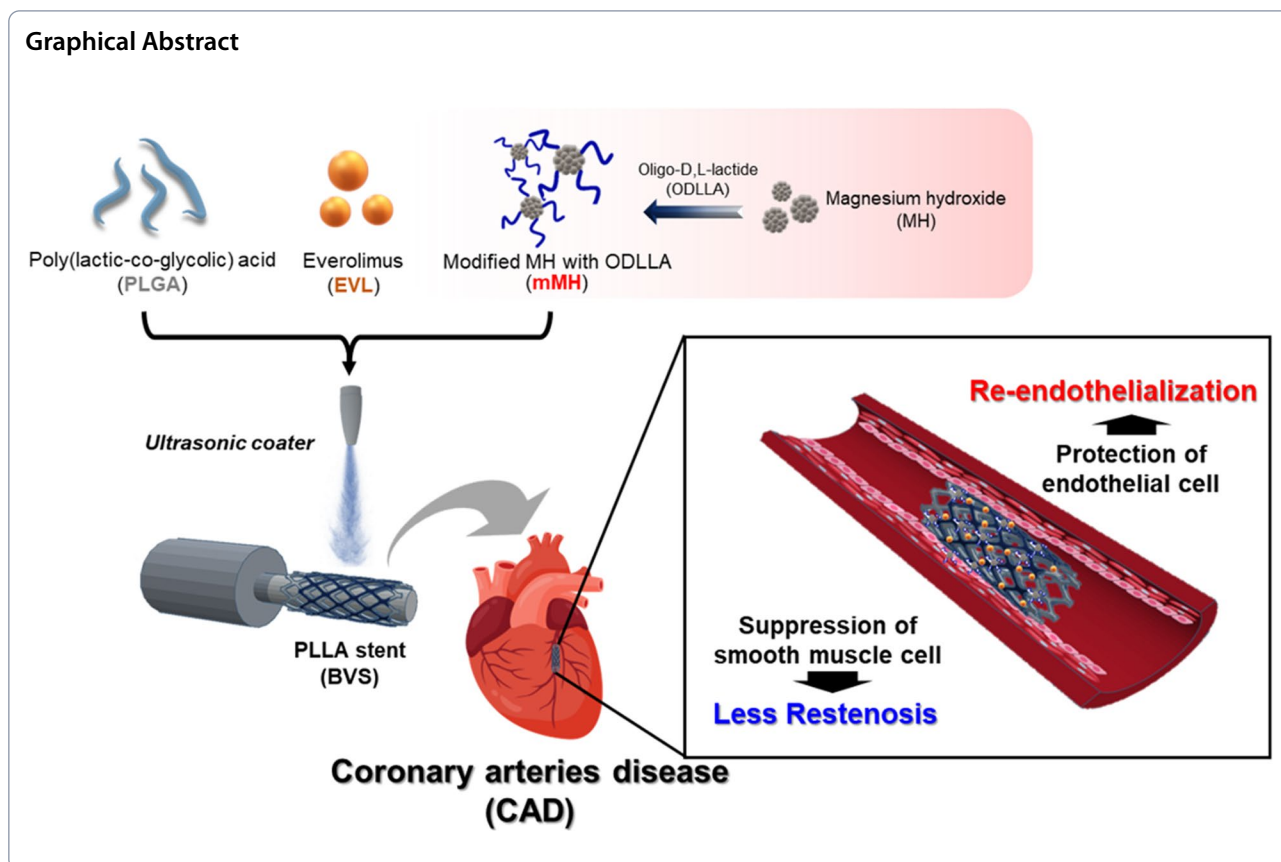 Graphical Abstract
Oligo-D,L-lactide
(ODLLA)
Magnesium hydroxide
(MH)
Poly(lactic-co-glycolic) acid
(PLGA)
Everolimus
(EVL)
Modified MH with ODLLA
(mMH)
Ultrasonic coater
PLLA stent
(BVS)
Re-endothelialization
Protection of
endothelial cell
Suppression of
smooth muscle cell
Less Restenosis
Coronary arteries disease
(CAD)